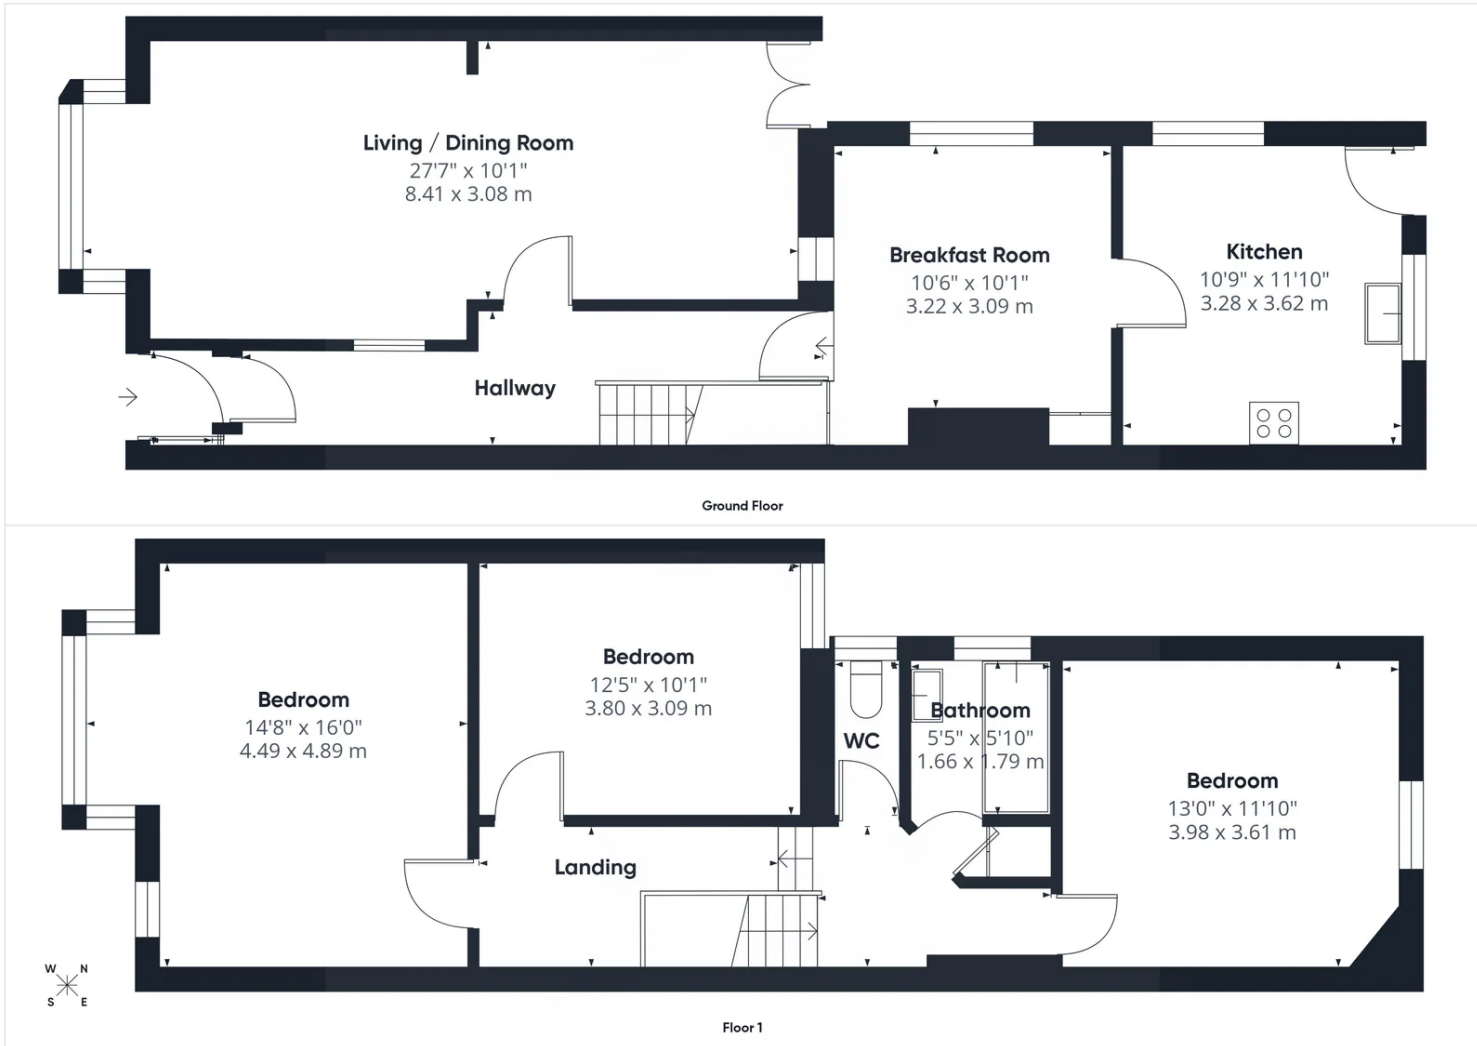 Living / Dining Room
27'7" x 10'1"
8.41 x 3.08 m
Breakfast Room
10'6" x 10'1"
3.22 x 3.09 m
Kitchen
10'9" x 11'10"
3.28 x 3.62 m
Hallway
Ground Floor
Bedroom
14'8" x 16'0"
4.49 x 4.89 m
Bedroom
12'5" x 10'1"
3.80 x 3.09 m
WC
Bathroom
5'5" x 5'10"
1.66 x 1.79 m
Bedroom
13'0" x 11'10"
3.98 x 3.61 m
Landing
W N
S E
Floor 1